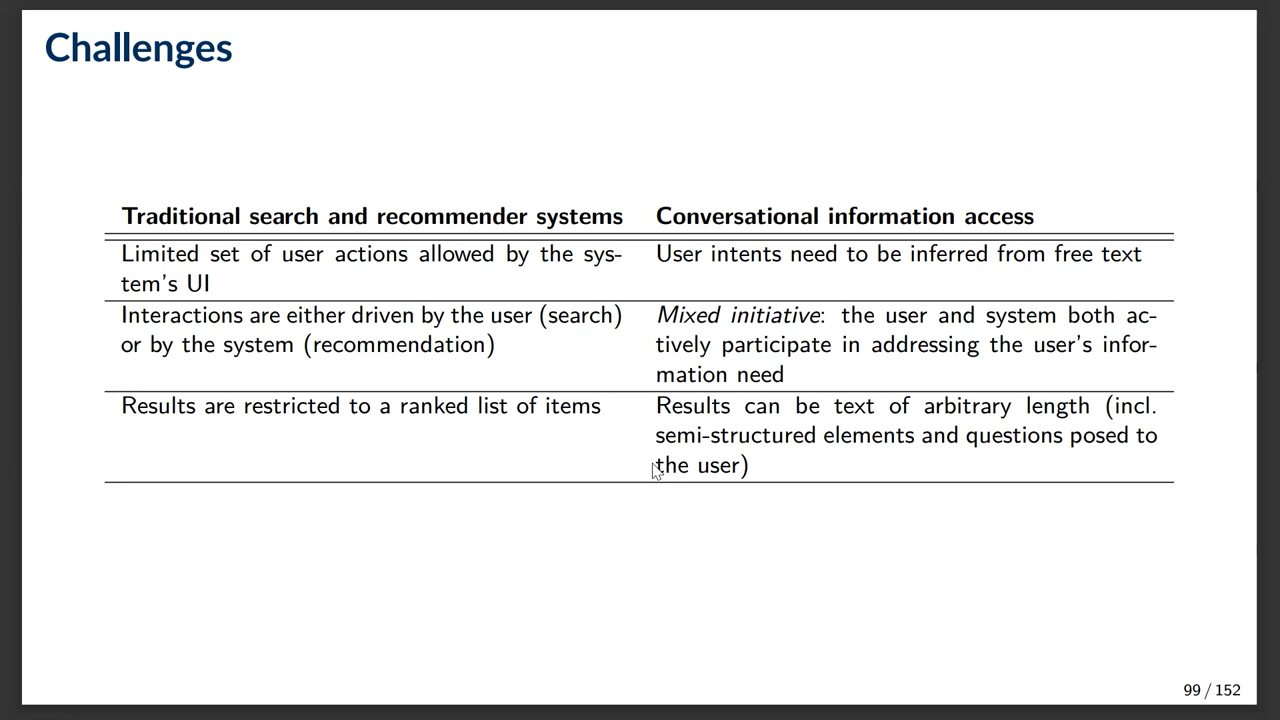 Challenges
Traditional search and recommender systems
Conversational information access
Limited set of user actions allowed by the sys-
tem's UI
User intents need to be inferred from free text
Interactions are either driven by the user (search)
or by the system (recommendation)
Mixed initiative: the user and system both ac-
tively participate in addressing the user's infor-
mation need
Results are restricted to a ranked list of items
Results can be text of arbitrary length (incl.
semi-structured elements and questions posed to
the user)
99 / 152